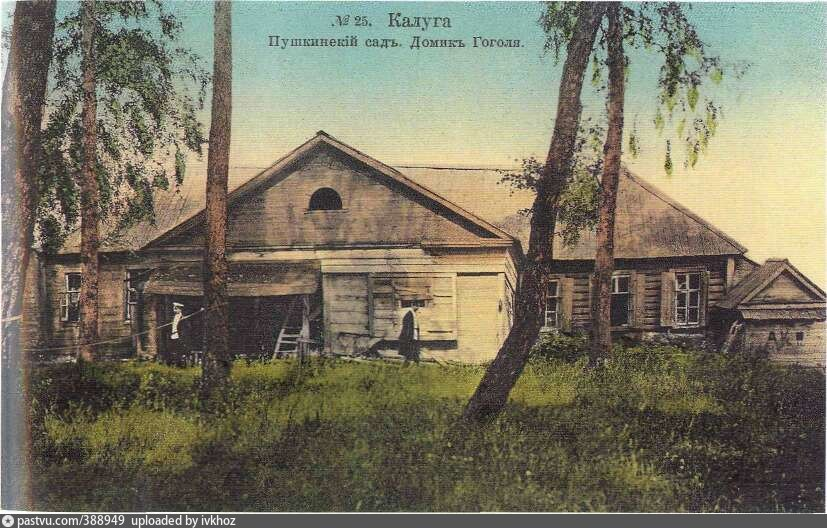 № 25. Калуга
Пушкинскій садъ. Домикъ Гоголя.
pastvu.com/388949 uploaded by ivkhoz